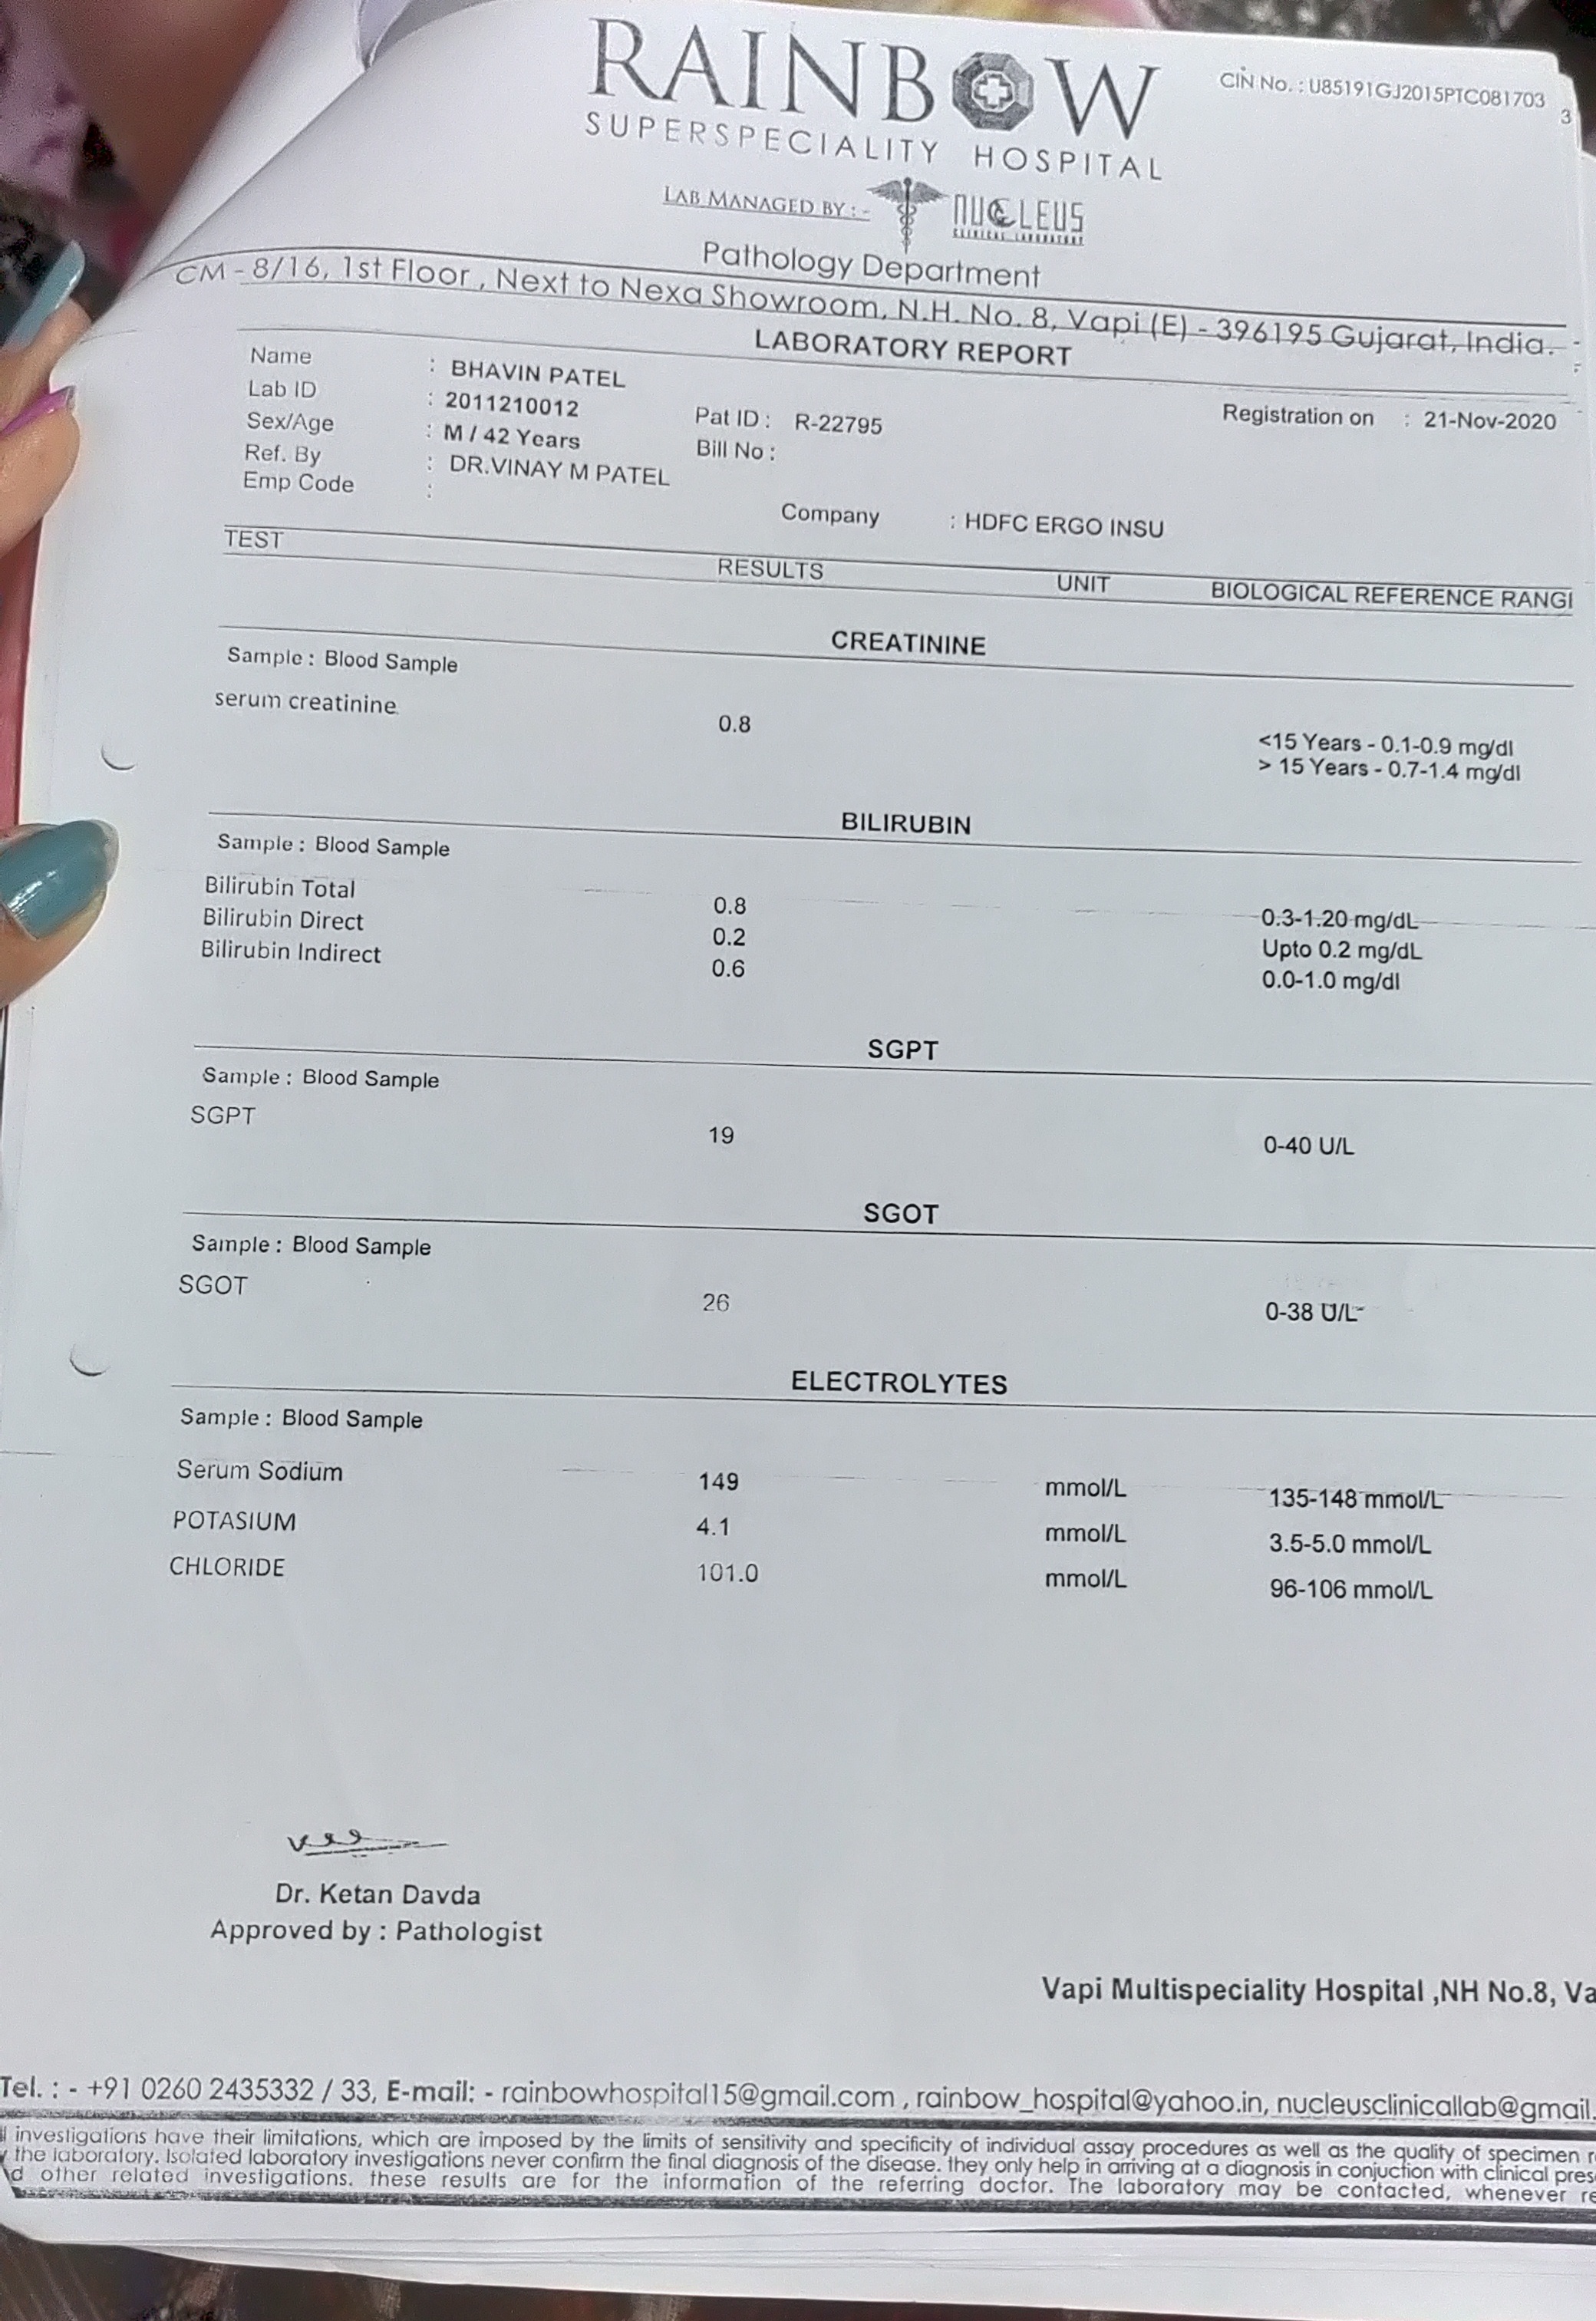 RAINBOW
SUPERSPECIALITY HOSPITAL
CIN No. : U85191GJ2015PTC081703
3
LAB MANAGED BY : -
NUCLEUS
CLINICAL LABORATORY
Pathology Department
CM - 8/16, 1st Floor , Next to Nexa Showroom, N.H. No. 8, Vapi (E) - 396195 Gujarat, India.
LABORATORY REPORT
Name : BHAVIN PATEL
Lab ID : 2011210012 Pat ID : R-22795 Registration on : 21-Nov-2020
Sex/Age : M / 42 Years Bill No :
Ref. By : DR.VINAY M PATEL
Emp Code : Company : HDFC ERGO INSU
TEST RESULTS UNIT BIOLOGICAL REFERENCE RANGI
CREATININE
Sample : Blood Sample
serum creatinine 0.8 <15 Years - 0.1-0.9 mg/dl
> 15 Years - 0.7-1.4 mg/dl
BILIRUBIN
Sample : Blood Sample
Bilirubin Total 0.8 0.3-1.20 mg/dL
Bilirubin Direct 0.2 Upto 0.2 mg/dL
Bilirubin Indirect 0.6 0.0-1.0 mg/dl
SGPT
Sample : Blood Sample
SGPT 19 0-40 U/L
SGOT
Sample : Blood Sample
SGOT 26 0-38 U/L
ELECTROLYTES
Sample : Blood Sample
Serum Sodium 149 mmol/L 135-148 mmol/L
POTASIUM 4.1 mmol/L 3.5-5.0 mmol/L
CHLORIDE 101.0 mmol/L 96-106 mmol/L
Dr. Ketan Davda
Approved by : Pathologist
Vapi Multispeciality Hospital ,NH No.8, Va
Tel. : - +91 0260 2435332 / 33, E-mail: - rainbowhospital15@gmail.com , rainbow_hospital@yahoo.in, nucleusclinicallab@gmail.
investigations have their limitations, which are imposed by the limits of sensitivity and specificity of individual assay procedures as well as the quality of specimen
the laboratory. Isolated laboratory investigations never confirm the final diagnosis of the disease. they only help in arriving at a diagnosis in conjuction with clinical pres
d other related investigations. these results are for the information of the referring doctor. The laboratory may be contacted, whenever re